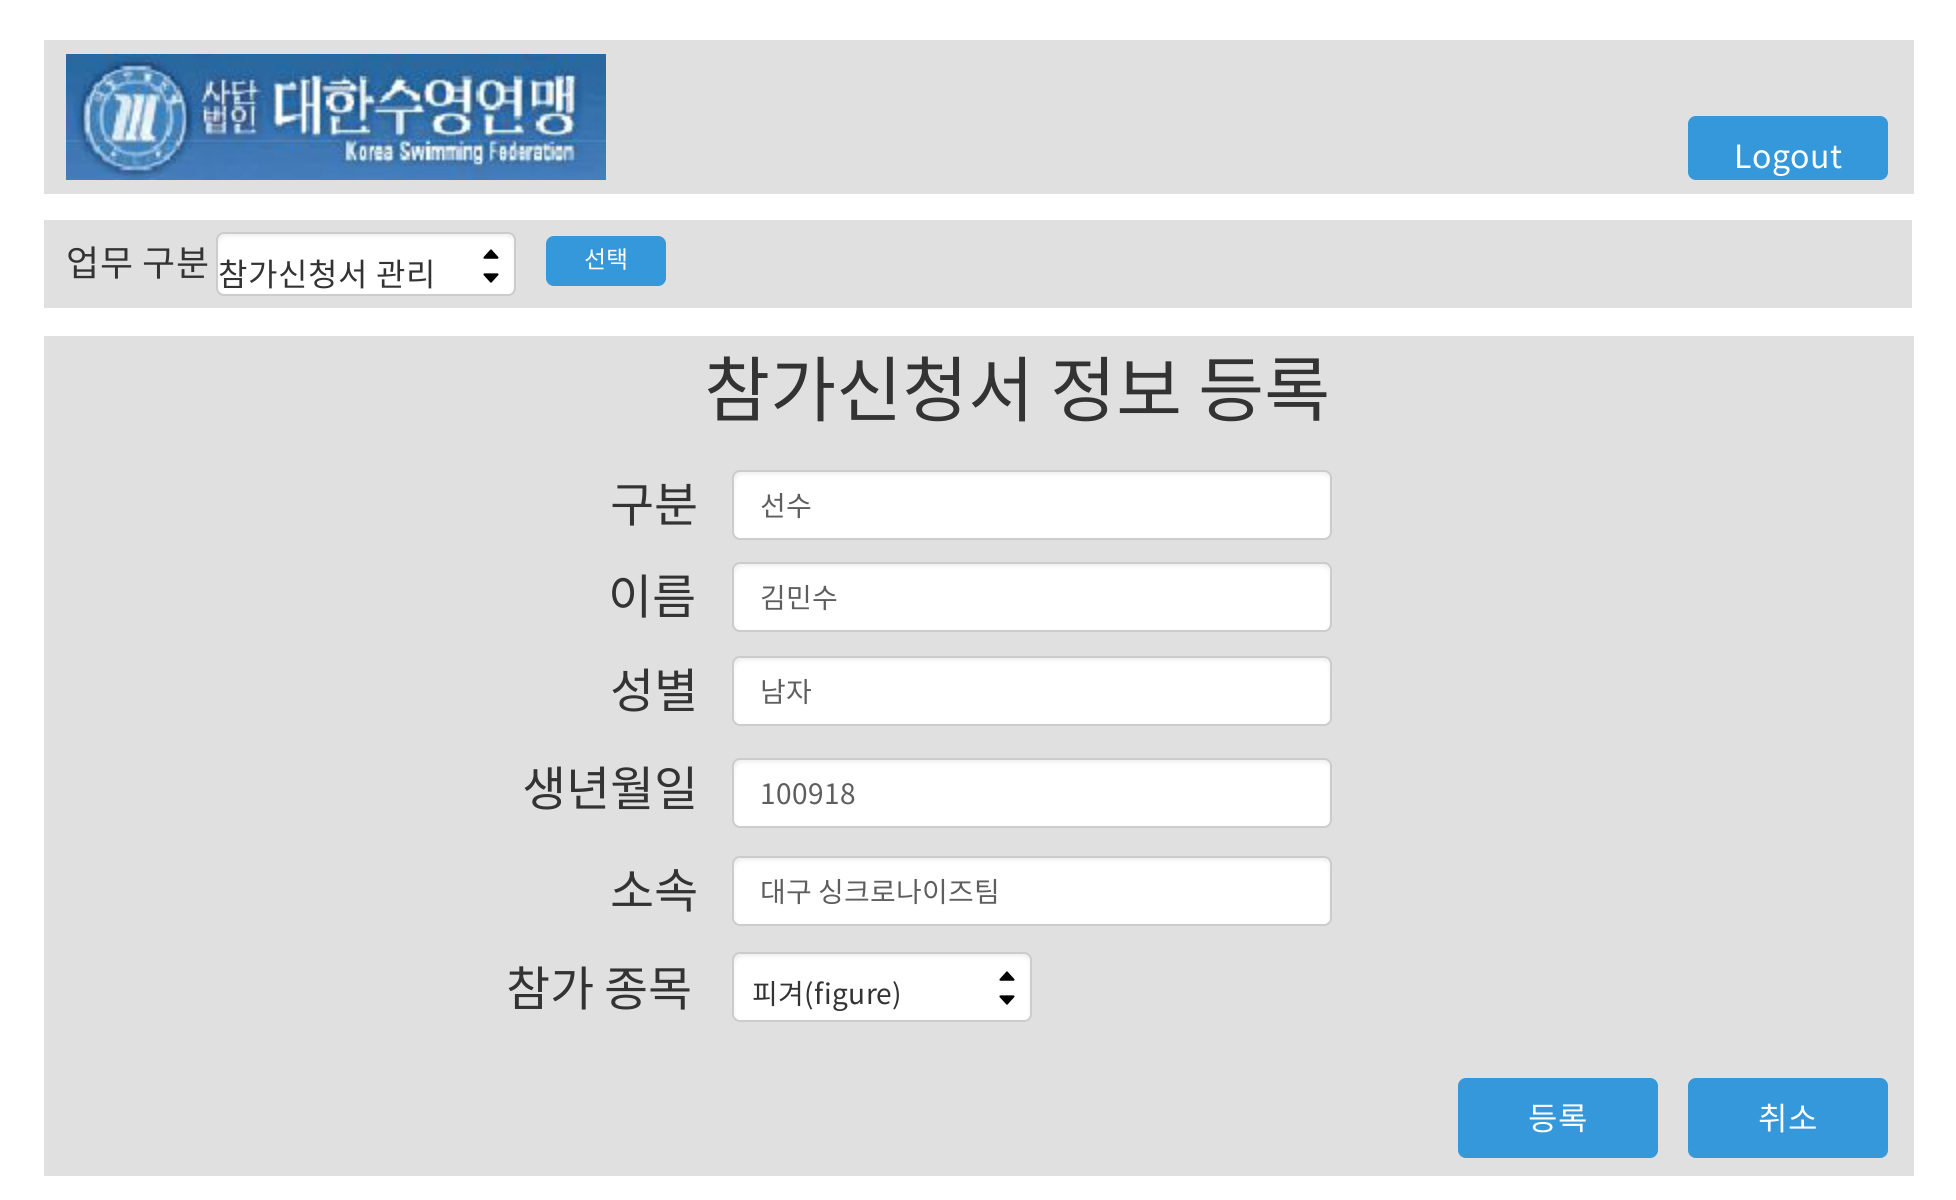 사단법인 대한수영연맹
Korea Swimming Federation
Logout
업무 구분 참가신청서 관리 선택
참가신청서 정보 등록
구분 선수
이름 김민수
성별 남자
생년월일 100918
소속 대구 싱크로나이즈팀
참가 종목 피겨(figure)
등록 취소